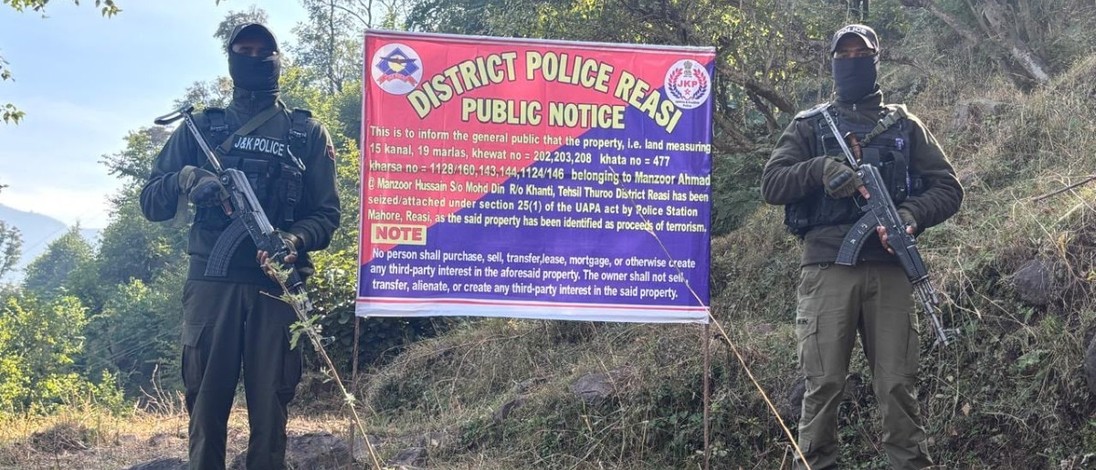 DISTRICT POLICE REASI
PUBLIC NOTICE
This is to inform the general public that the property, i.e. land measuring
15 kanal, 19 marlas, khewat no = 202,203,208 khata no = 477
kharsa no = 1128/160,143,144,1124/146 belonging to Manzoor Ahmad
@ Manzoor Hussain S/o Mohd Din R/o Khanti, Tehsil Thuroo District Reasi has been
seized/attached under section 25(1) of the UAPA act by Police Station
Mahore, Reasi, as the said property has been identified as proceeds of terrorism.
NOTE
No person shall purchase, sell, transfer,lease, mortgage, or otherwise create
any third-party interest in the aforesaid property. The owner shall not sell,
transfer, alienate, or create any third-party interest in the said property.
JKP
J&K POLICE
POLICE